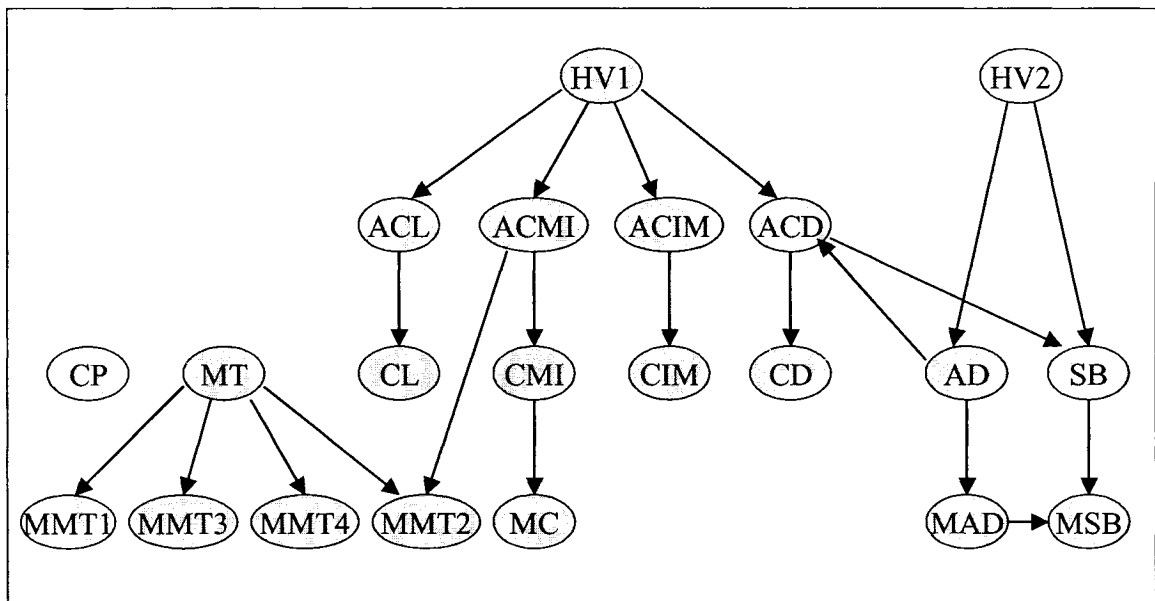 HV1 HV2
ACL ACMI ACIM ACD
CP MT CL CMI CIM CD AD SB
MMT1 MMT3 MMT4 MMT2 MC MAD MSB